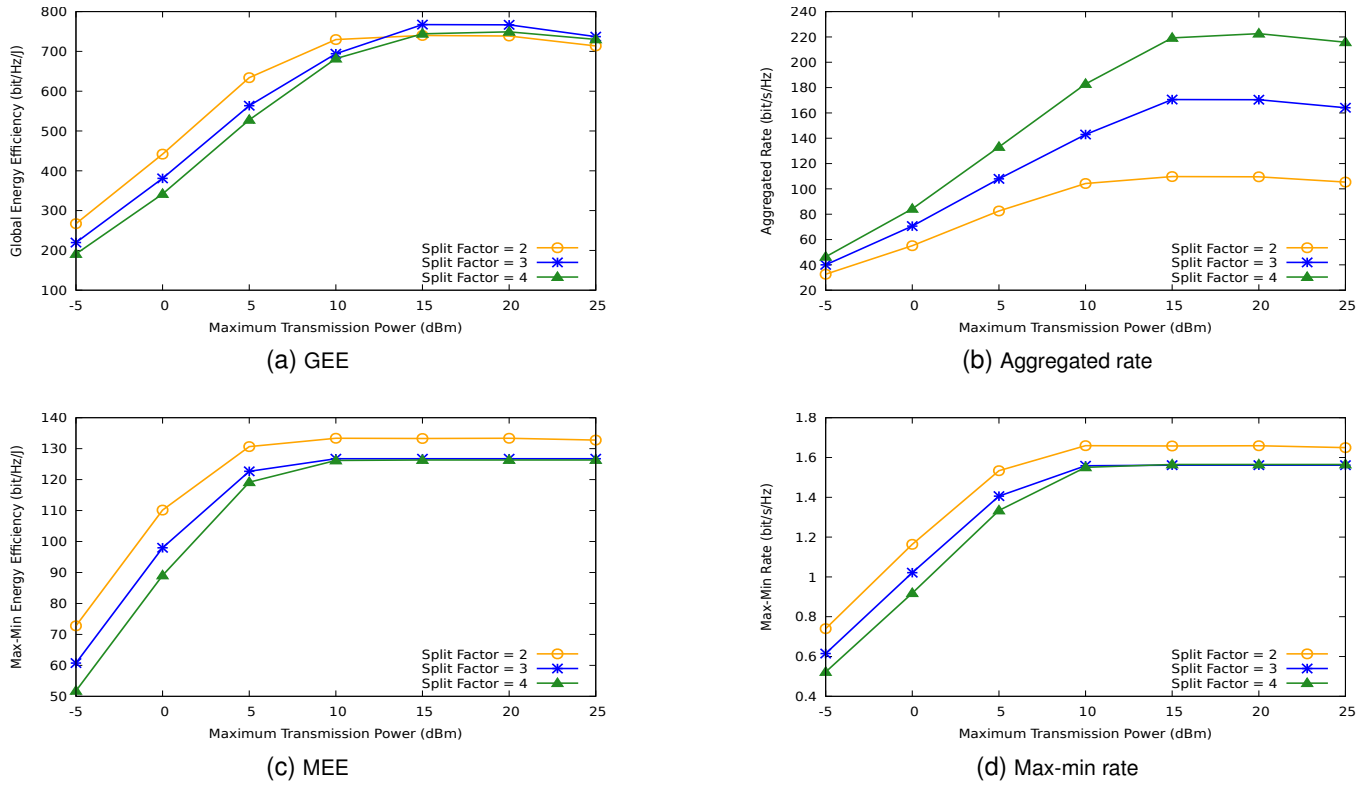 800
700
600
500
400
300
200
100
Global Energy Efficiency (bit/Hz/J)
Split Factor = 2
Split Factor = 3
Split Factor = 4
-5 0 5 10 15 20 25
Maximum Transmission Power (dBm)
(a) GEE
240
220
200
180
160
140
120
100
80
60
40
20
Aggregated Rate (bit/s/Hz)
Split Factor = 2
Split Factor = 3
Split Factor = 4
-5 0 5 10 15 20 25
Maximum Transmission Power (dBm)
(b) Aggregated rate
140
130
120
110
100
90
80
70
60
50
Max-Min Energy Efficiency (bit/Hz/J)
Split Factor = 2
Split Factor = 3
Split Factor = 4
-5 0 5 10 15 20 25
Maximum Transmission Power (dBm)
(c) MEE
1.8
1.6
1.4
1.2
1
0.8
0.6
0.4
Max-Min Rate (bit/s/Hz)
Split Factor = 2
Split Factor = 3
Split Factor = 4
-5 0 5 10 15 20 25
Maximum Transmission Power (dBm)
(d) Max-min rate